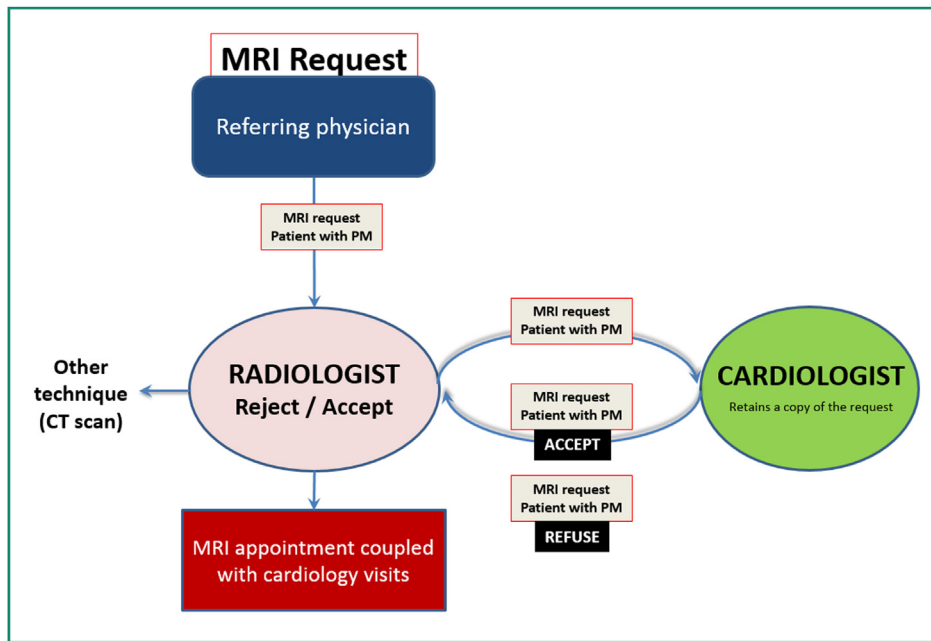 MRI Request
Referring physician
MRI request
Patient with PM
RADIOLOGIST
Reject / Accept
Other
technique
(CT scan)
MRI request
Patient with PM
MRI request
Patient with PM
ACCEPT
MRI request
Patient with PM
REFUSE
CARDIOLOGIST
Retains a copy of the request
MRI appointment coupled
with cardiology visits